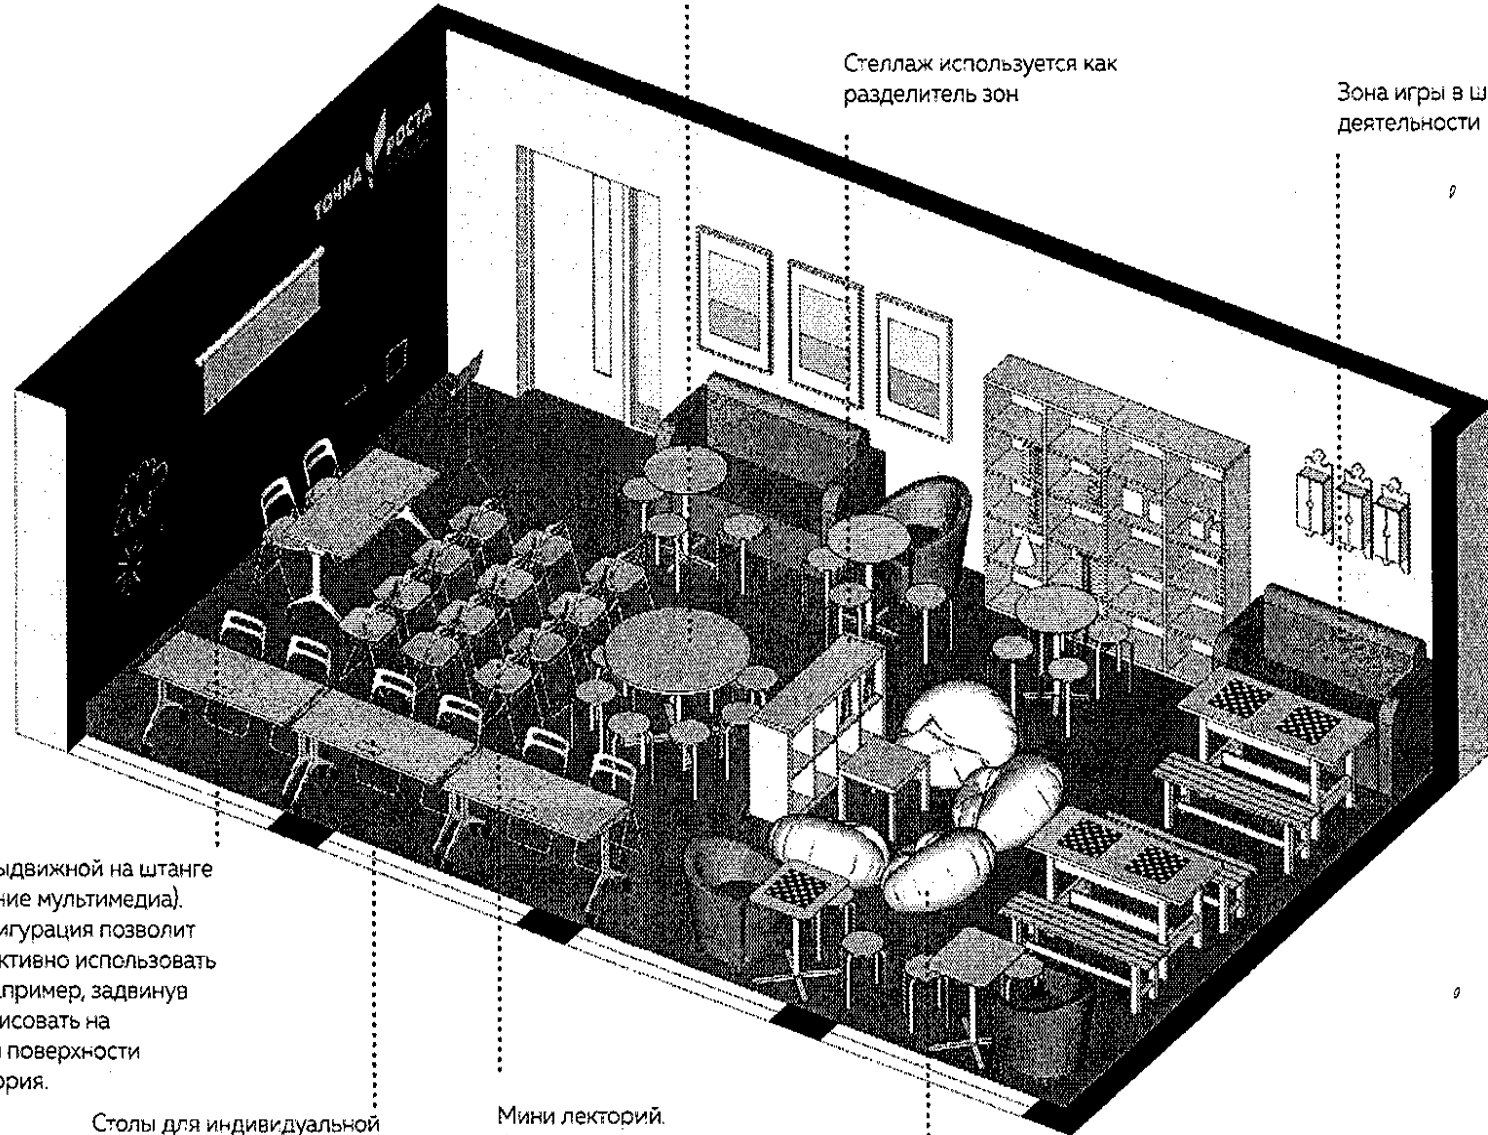 Стеллаж используется как
разделитель зон
Зона игры в ш
деятельности
ТОЧКА РОСТА
ыдвижной на штанге
ние мультимедиа).
игурация позволит
ктивно использовать
пример, задвинув
исовать на
поверхности
ория.
Столы для индивидуальной
Мини лекторий.